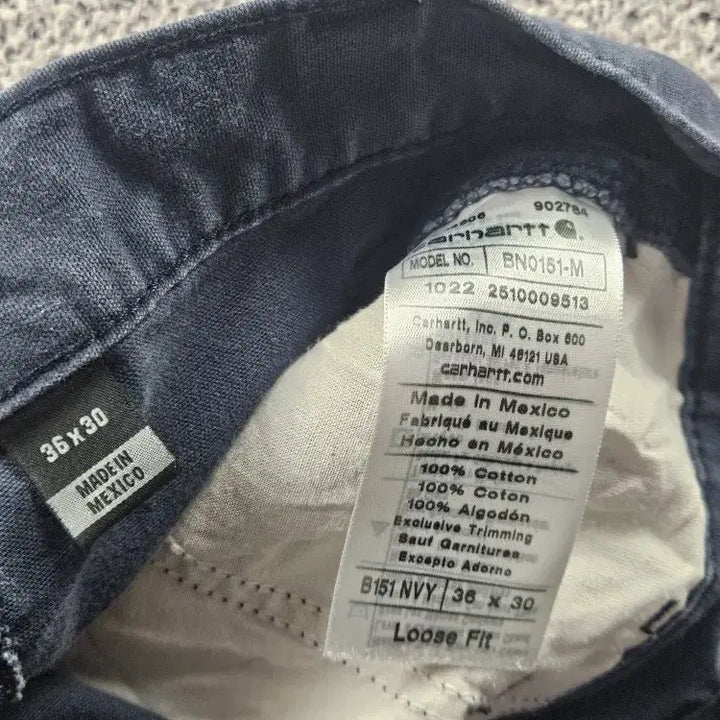 36 x 30
MADE IN
MEXICO
902784
carhartt
MODEL NO. BN0151-M
1022 2510009513
Carhartt, Inc. P. O. Box 600
Dearborn, MI 48121 USA
carhartt.com
Made in Mexico
Fabriqué au Mexique
Hecho en México
100% Cotton
100% Coton
100% Algodón
Exclusive Trimming
Sauf Garnitures
Excepto Adorno
B151 NVY 36 x 30
Loose Fit